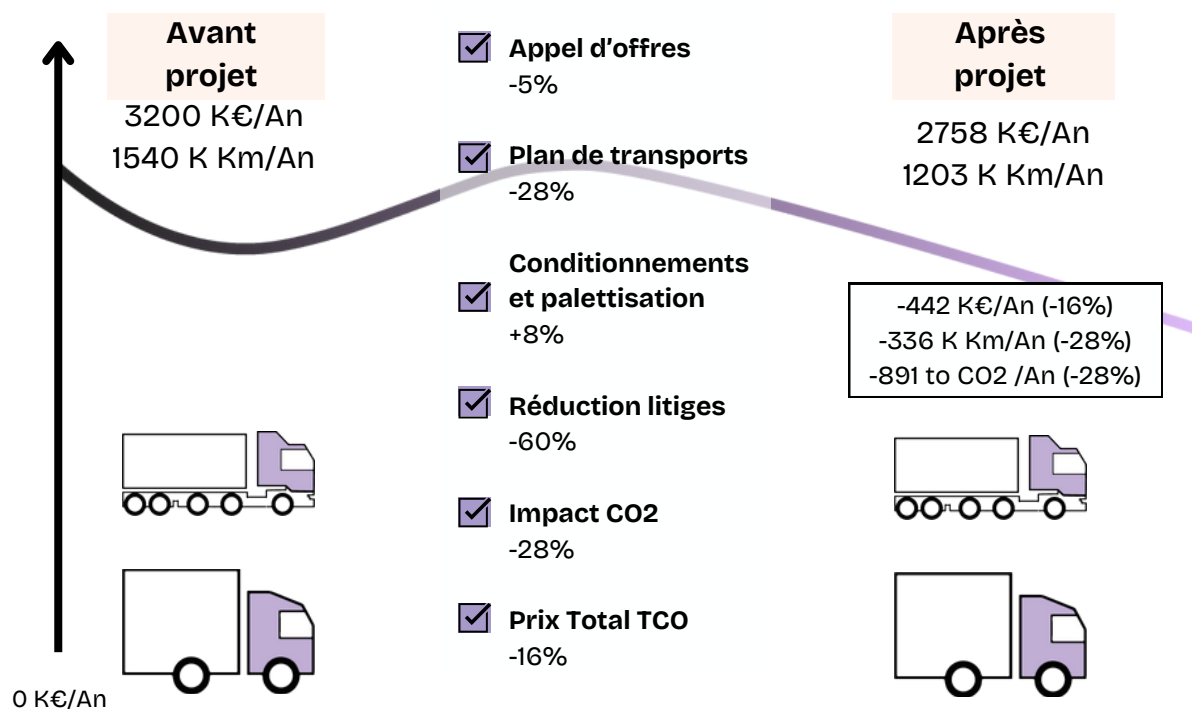 Avant
projet
3200 K€/An
1540 K Km/An
Appel d'offres
-5%
Plan de transports
-28%
Conditionnements
et palettisation
+8%
Réduction litiges
-60%
Impact CO2
-28%
Prix Total TCO
-16%
Après
projet
2758 K€/An
1203 K Km/An
-442 K€/An (-16%)
-336 K Km/An (-28%)
-891 to CO2 /An (-28%)
0 K€/An